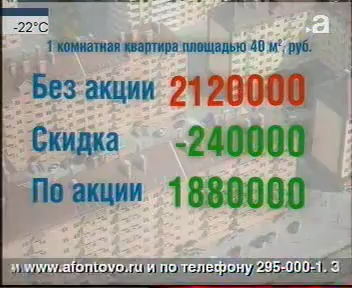 -22°C
a
1 комнатная квартира площадью 40 м², руб.
Без акции 2120000
Скидка -240000
По акции 1880000
и www.afontovo.ru и по телефону 295-000-1. З